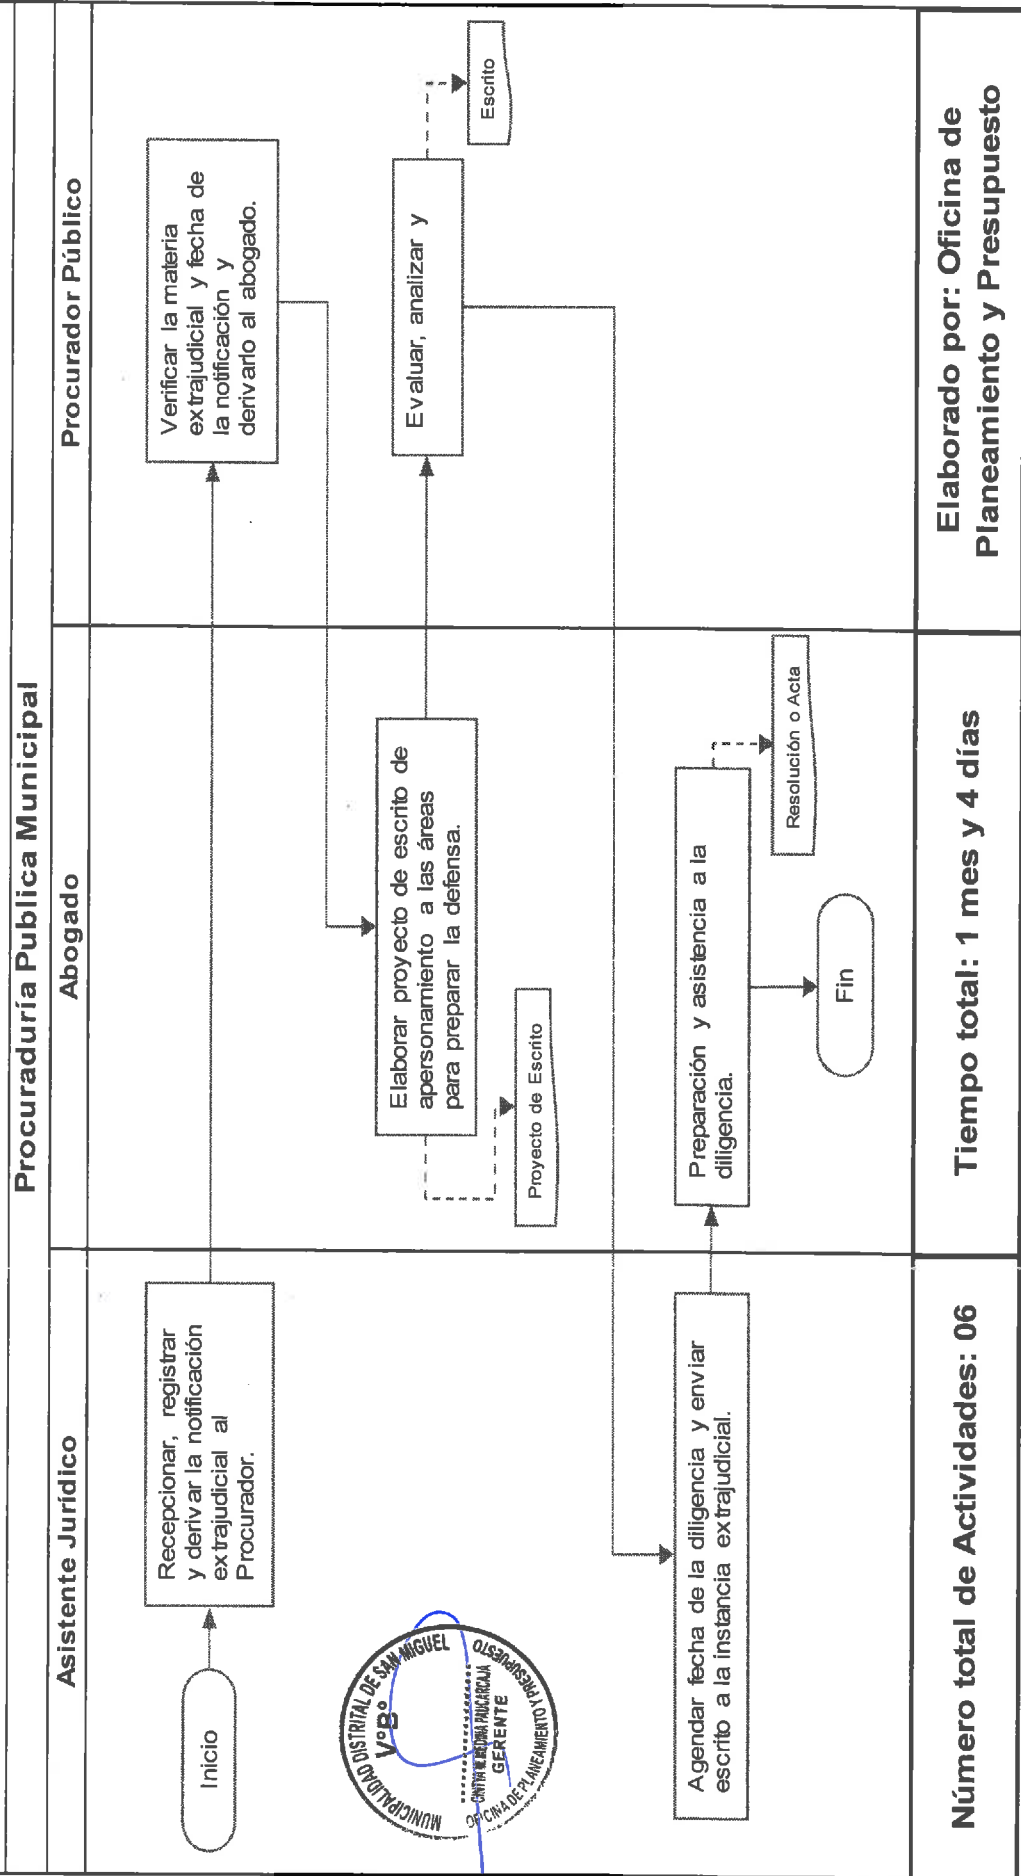 Procuraduría Publica Municipal
Asistente Jurídico
Abogado
Procurador Público
Inicio
Recepcionar, registrar
y derivar la notificación
extrajudicial al
Procurador.
Verificar la materia
extrajudicial y fecha de
la notificación y
derivarlo al abogado.
Elaborar proyecto de escrito de
apersonamiento a las áreas
para preparar la defensa.
Proyecto de Escrito
Evaluar, analizar y
Escrito
Agendar fecha de la diligencia y enviar
escrito a la instancia extrajudicial.
Preparación y asistencia a la
diligencia.
Resolución o Acta
Fin
MUNICIPALIDAD DISTRITAL DE SAN MIGUEL
V°B°
PAUCARCAJA
GERENTE
OFICINA DE PLANEAMIENTO Y PRESUPUESTO
Número total de Actividades: 06
Tiempo total: 1 mes y 4 días
Elaborado por: Oficina de
Planeamiento y Presupuesto